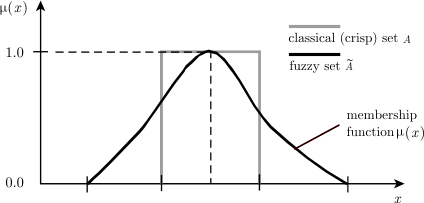 μ(x)
classical (crisp) set A
1.0
fuzzy set Ã
membership
function μ(x)
0.0
x